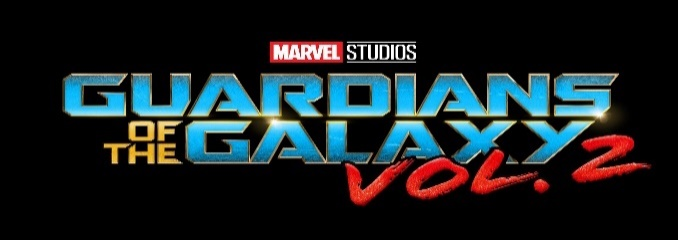 MARVEL STUDIOS
GUARDIANS
OF THE GALAXY
VOL. 2